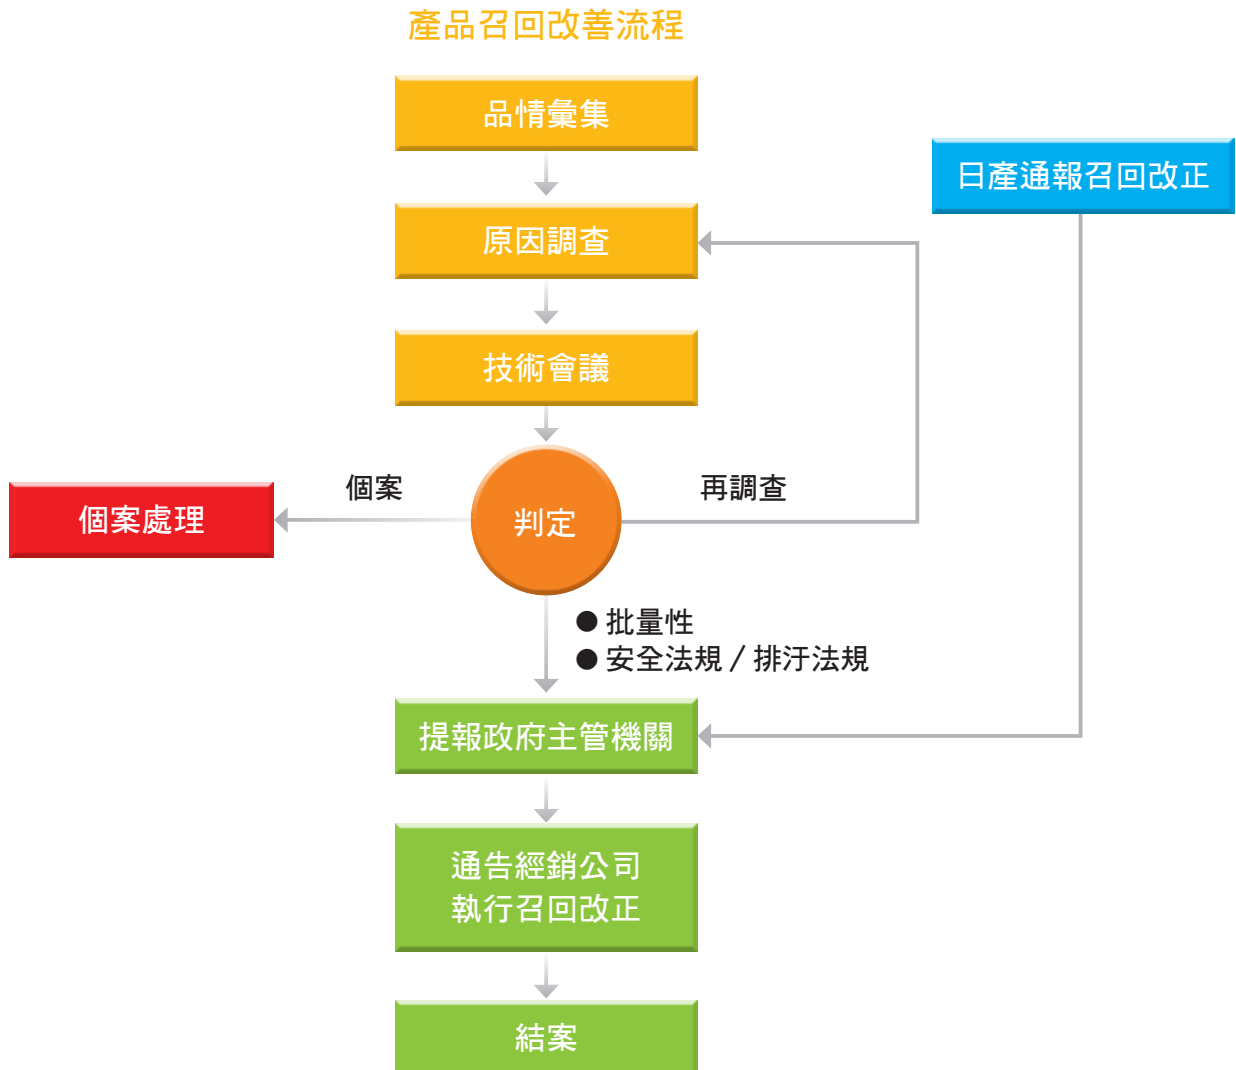 產品召回改善流程
品情彙集
日產通報召回改正
原因調查
技術會議
個案
再調查
個案處理
判定
● 批量性
● 安全法規 / 排汙法規
提報政府主管機關
通告經銷公司
執行召回改正
結案